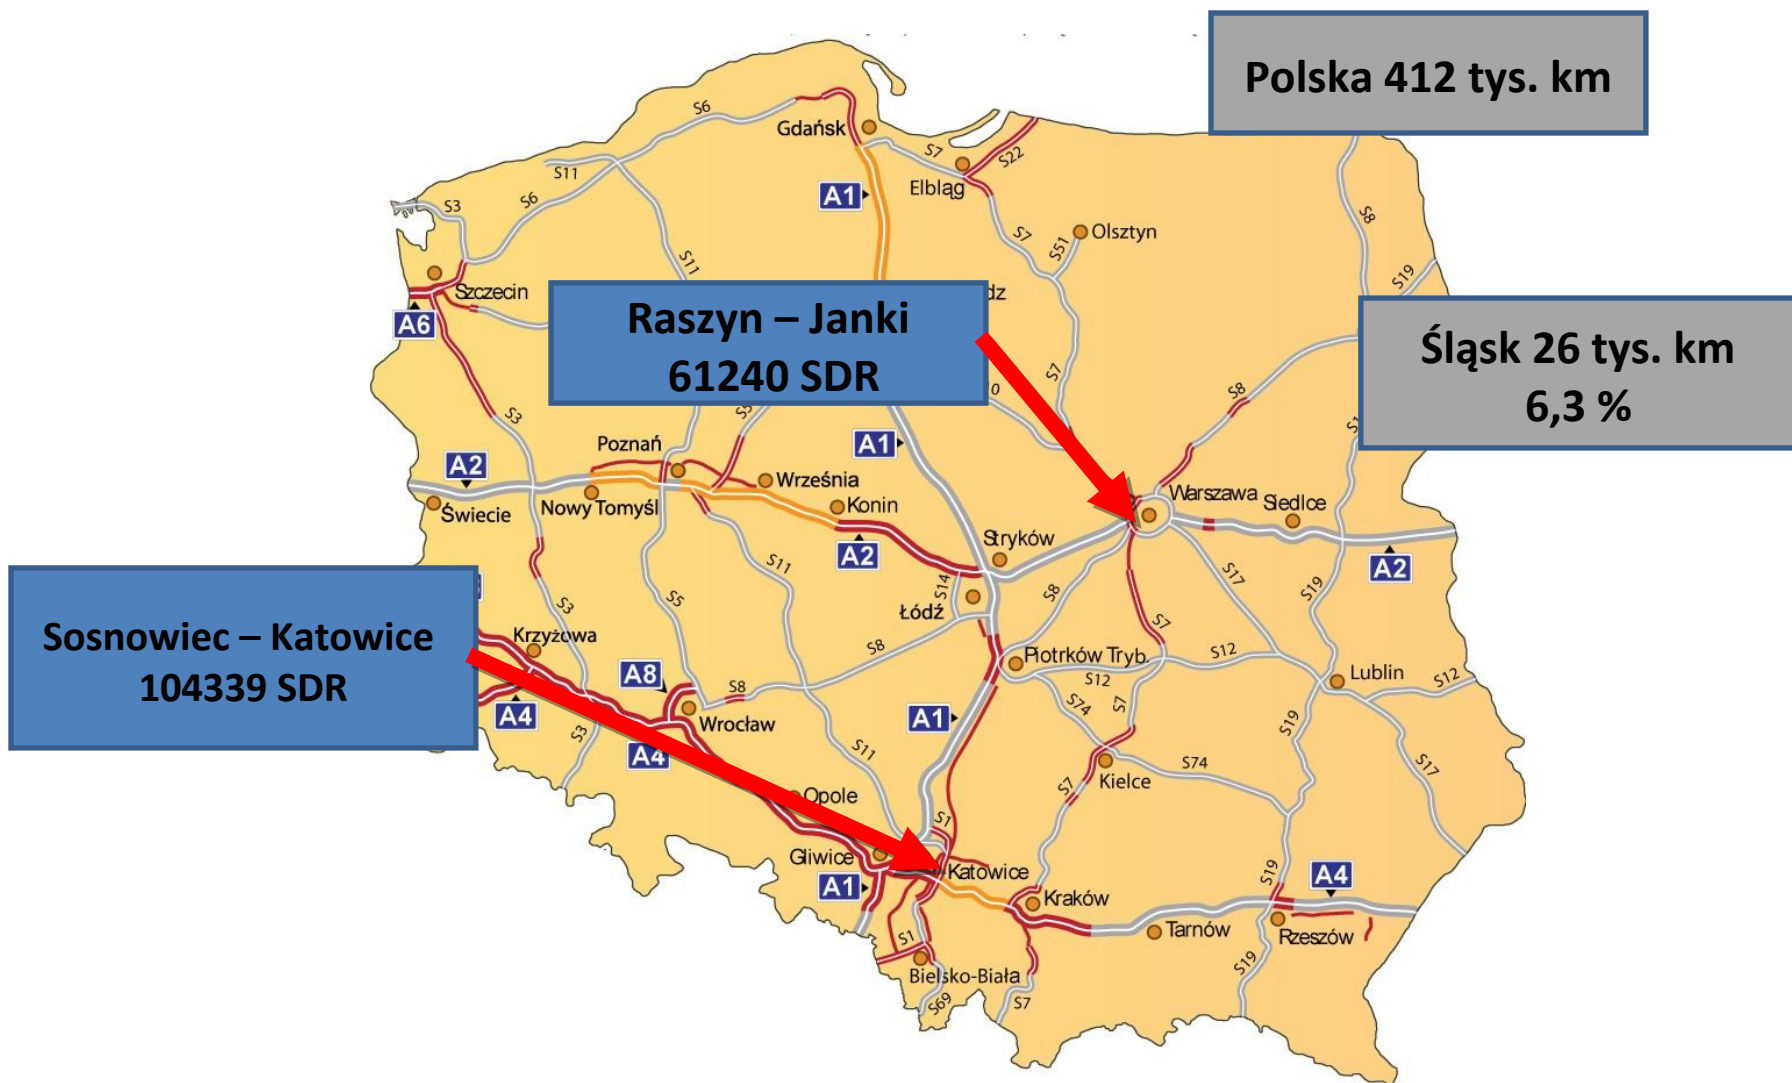 Polska 412 tys. km
S6
Gdańsk
S7
S22
S11
S6
Elbląg
A1
S3
S8
S7
S51
Olsztyn
S11
S19
Szczecin
dz
A6
Raszyn – Janki
61240 SDR
Śląsk 26 tys. km
6,3 %
S7
S8
10
S3
S5
S1
Poznań
A1
A2
Września
Warszawa
Siedlce
Nowy Tomyśl
Konin
Świecie
Stryków
A2
A2
S11
S17
S19
S14
S8
S3
S5
Łódź
S7
Sosnowiec – Katowice
104339 SDR
Krzyżowa
S8
Piotrków Tryb.
S12
S12
Lublin
S12
A8
S8
A4
Wrocław
A1
S74
S7
S19
S3
A4
S11
S74
Kielce
S17
S7
Opole
S1
Gliwice
Katowice
A1
S19
A4
Kraków
Tarnów
Rzeszów
S1
Bielsko-Biała
S19
S69
S7